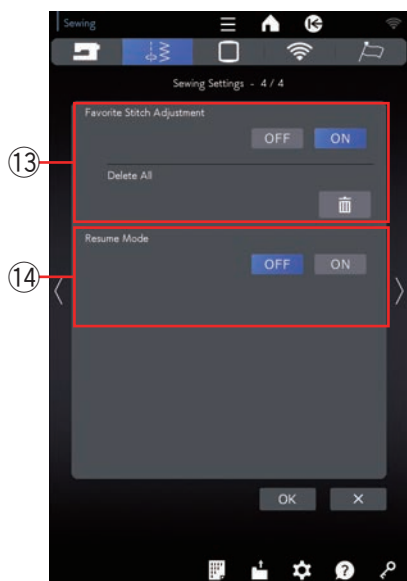 Sewing
Sewing Settings - 4 / 4
⑬
Favorite Stitch Adjustment
OFF ON
Delete All
⑭
Resume Mode
OFF ON
OK ×
?